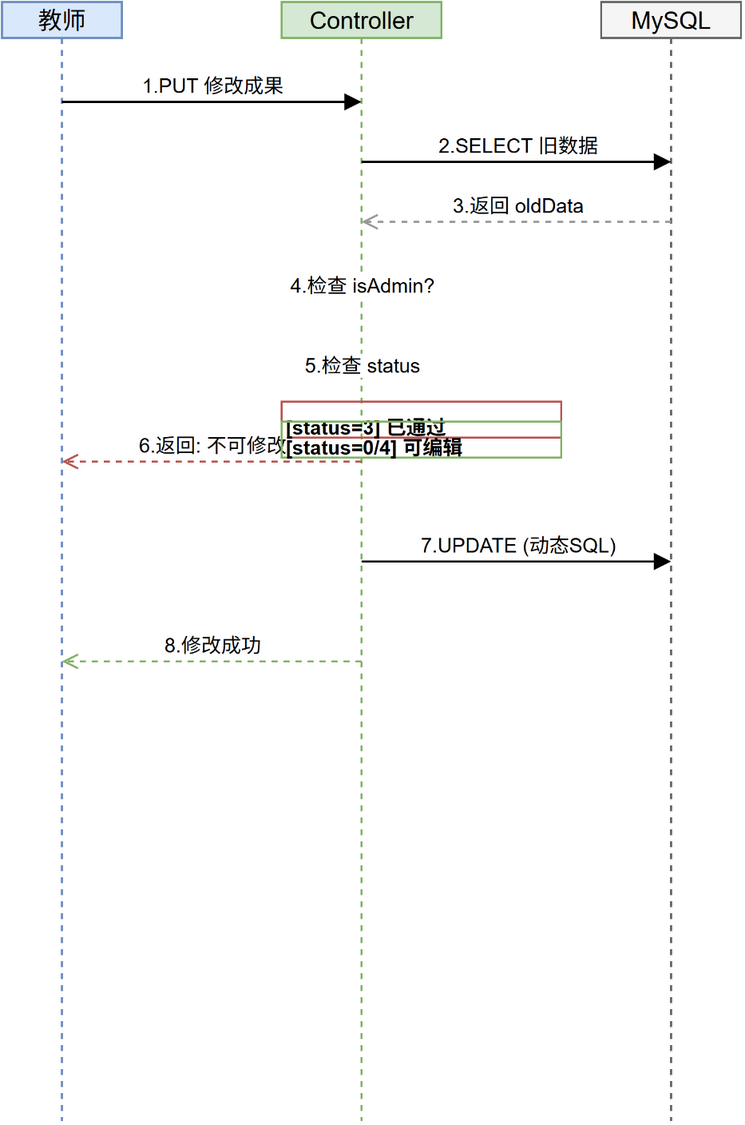 教师
Controller
MySQL
1.PUT 修改成果
2.SELECT 旧数据
3.返回 oldData
4.检查 isAdmin?
5.检查 status
[status=3] 已通过
6.返回: 不可修改
[status=0/4] 可编辑
7.UPDATE (动态SQL)
8.修改成功